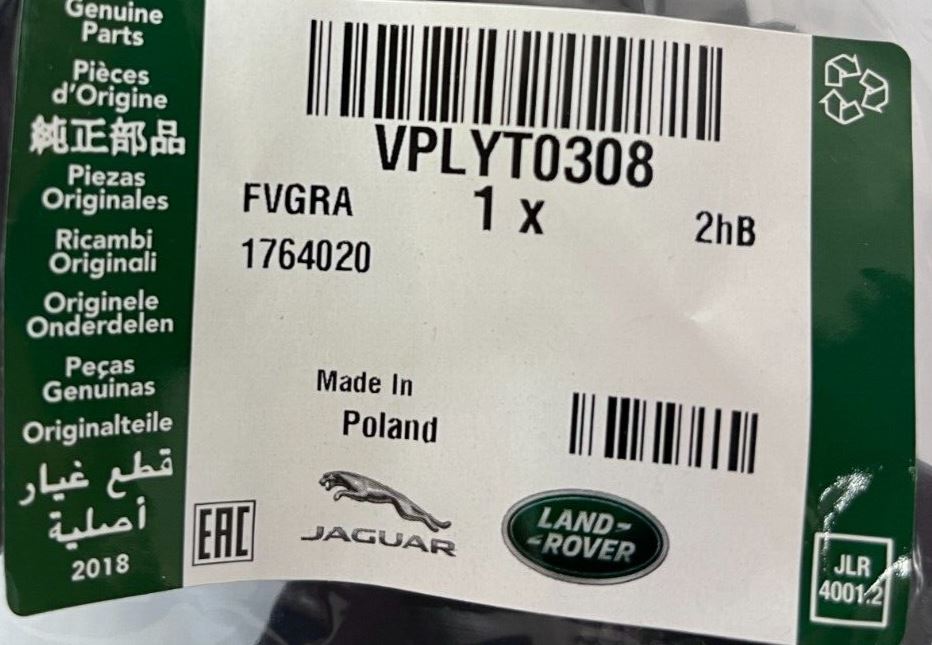 Genuine
Parts
Pièces
d'Origine
純正部品
Piezas
Originales
Ricambi
Originali
Originele
Onderdelen
Peças
Genuinas
Originalteile
قطع غيار
أصلية
2018
VPLYT0308
FVGRA
1 x
2hB
1764020
Made In
Poland
EAC
JAGUAR
LAND-
-ROVER
JLR
4001.2